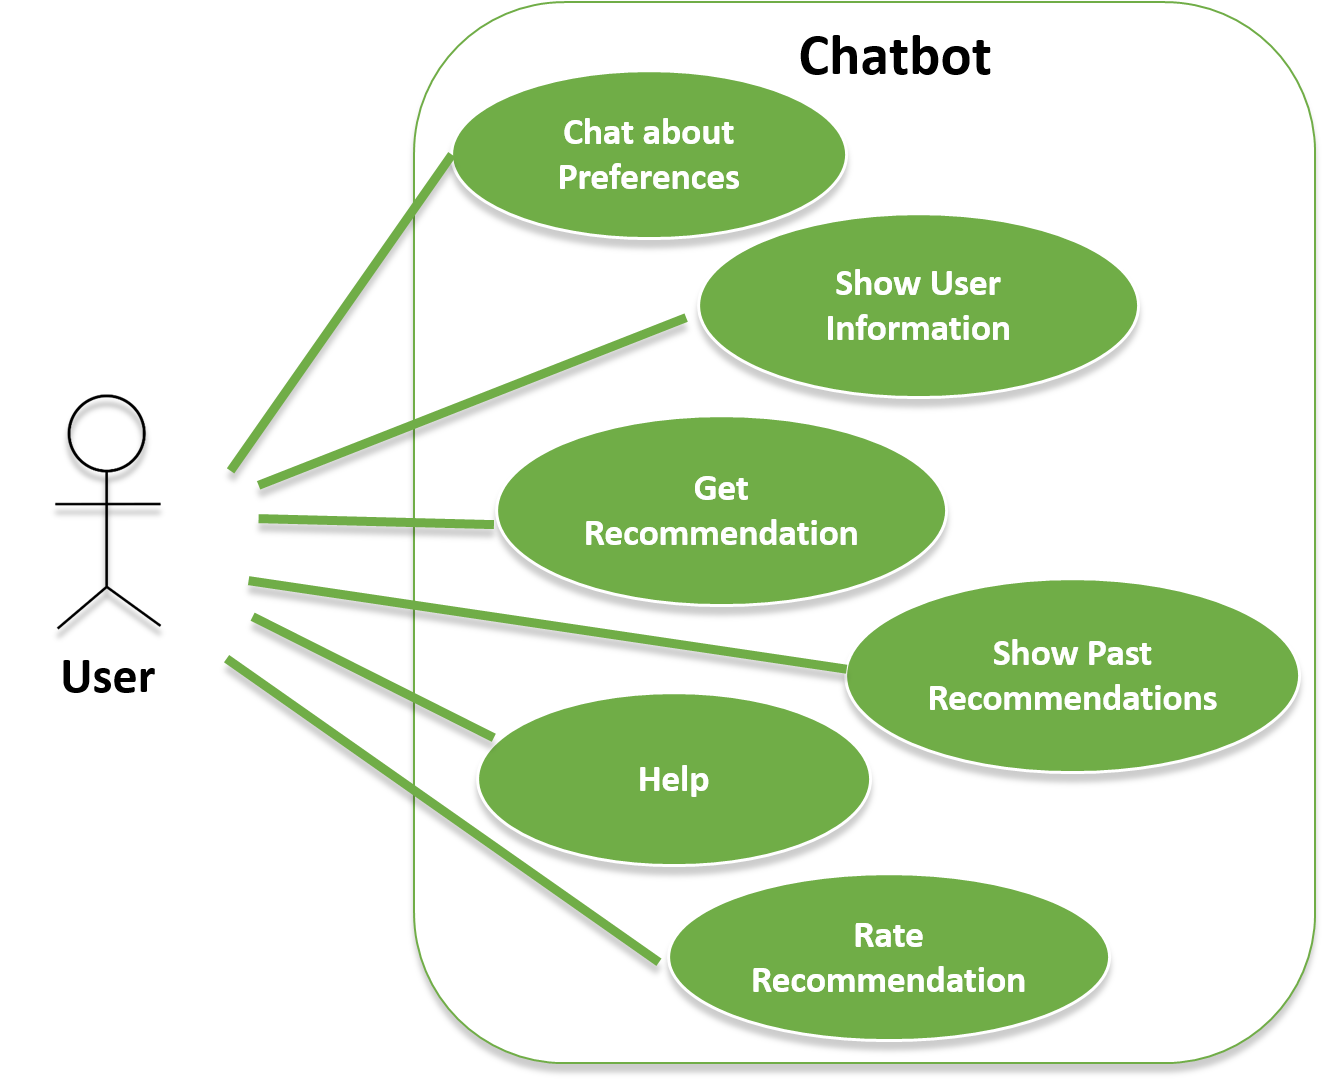 Chatbot
Chat about
Preferences
Show User
Information
Get
Recommendation
Show Past
Recommendations
User
Help
Rate
Recommendation